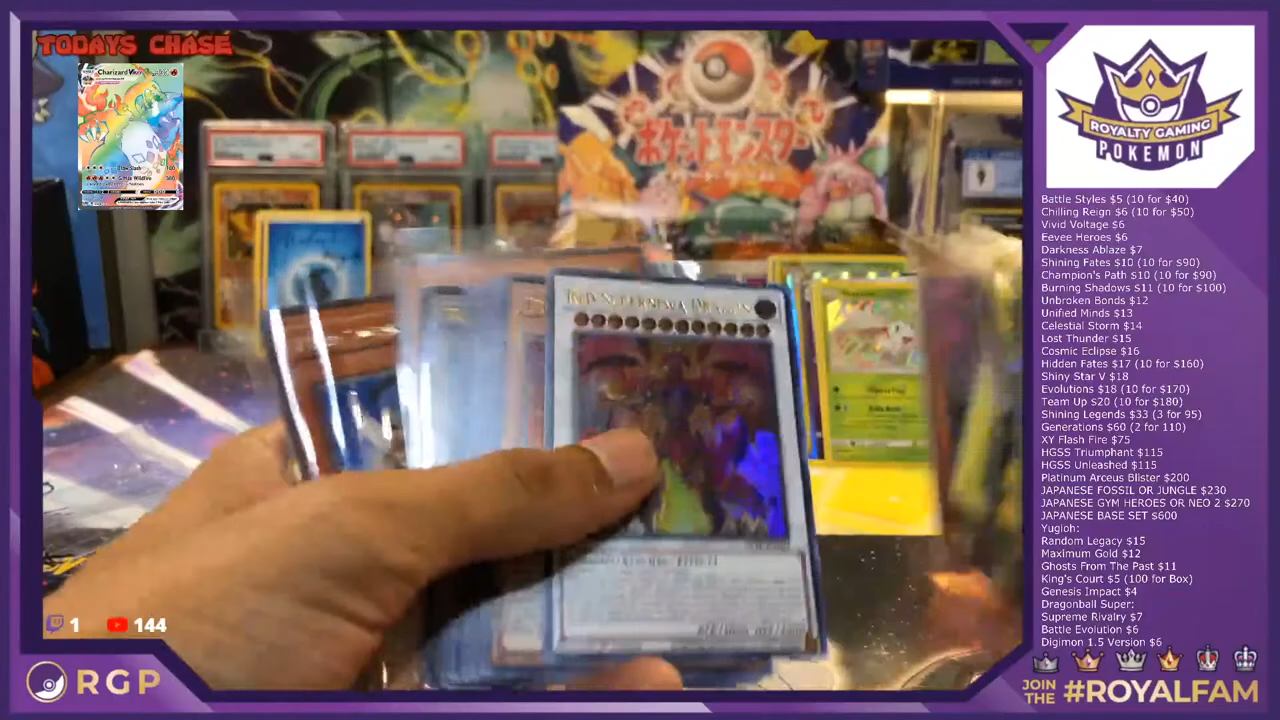 TODAYS CHASE
Charizard VMAX
Claw Slash 100
G-Max Wildfire 300
ポケットモンスター
RED SUPERNOVA DRAGON
1
144
RGP
ROYALTY GAMING
POKEMON
Battle Styles $5 (10 for $40)
Chilling Reign $6 (10 for $50)
Vivid Voltage $6
Eevee Heroes $6
Darkness Ablaze $7
Shining Fates $10 (10 for $90)
Champion's Path $10 (10 for $90)
Burning Shadows $11 (10 for $100)
Unbroken Bonds $12
Unified Minds $13
Celestial Storm $14
Lost Thunder $15
Cosmic Eclipse $16
Hidden Fates $17 (10 for $160)
Shiny Star V $18
Evolutions $18 (10 for $170)
Team Up $20 (10 for $180)
Shining Legends $33 (3 for 95)
Generations $60 (2 for 110)
XY Flash Fire $75
HGSS Triumphant $115
HGSS Unleashed $115
Platinum Arceus Blister $200
JAPANESE FOSSIL OR JUNGLE $230
JAPANESE GYM HEROES OR NEO 2 $270
JAPANESE BASE SET $600
Yugioh:
Random Legacy $15
Maximum Gold $12
Ghosts From The Past $11
King's Court $5 (100 for Box)
Genesis Impact $4
Dragonball Super:
Supreme Rivalry $7
Battle Evolution $6
Digimon 1.5 Version $6
JOIN
THE #ROYALFAM